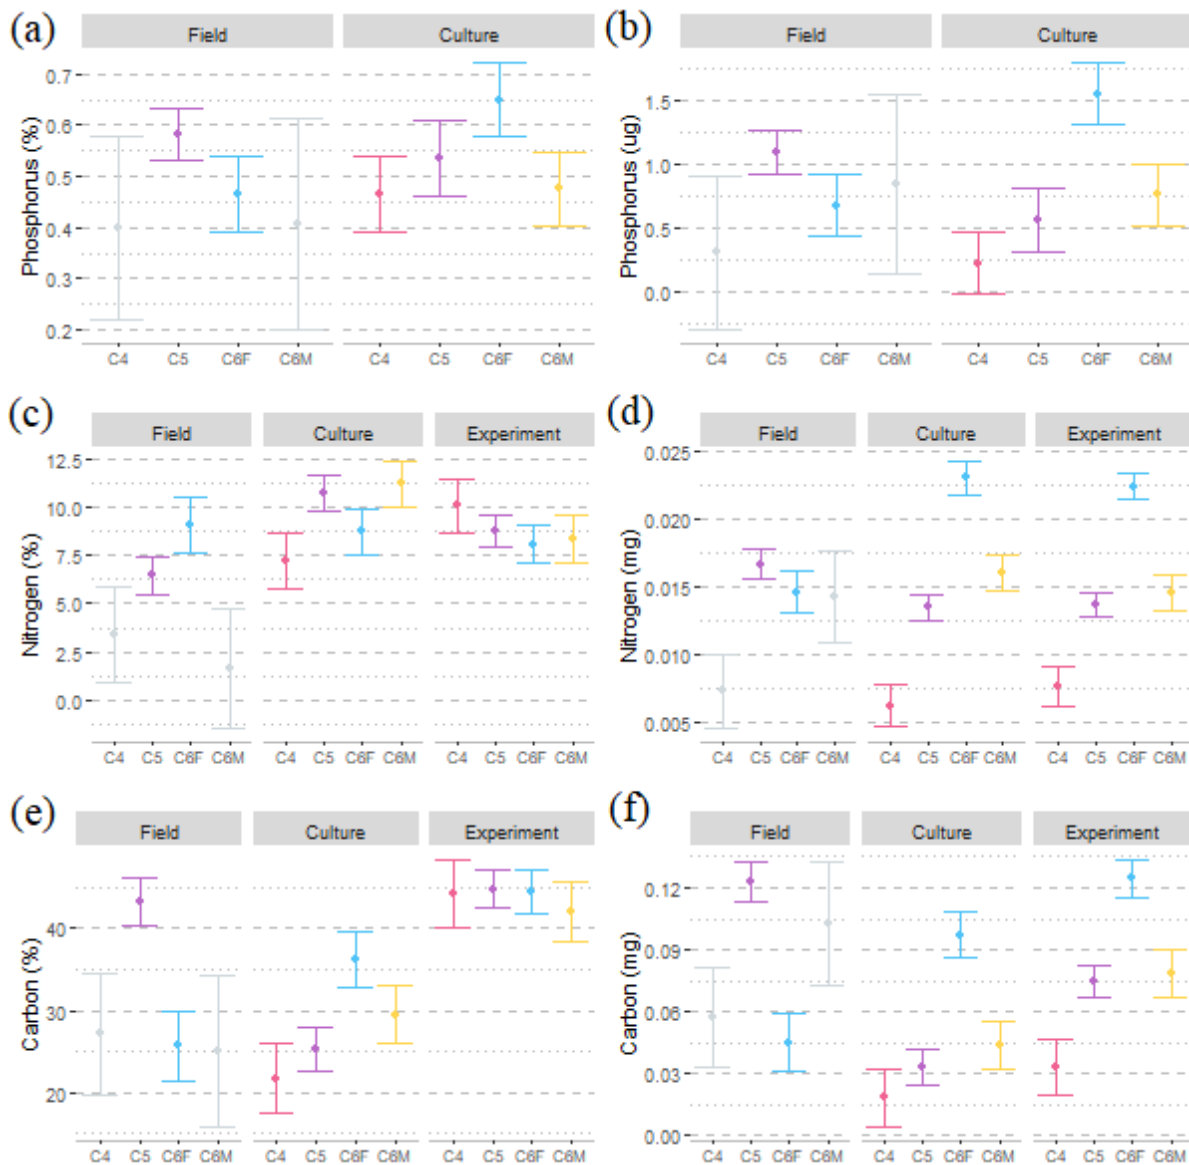 (a)
Field Culture
Phosphorus (%)
0.7
0.6
0.5
0.4
0.3
0.2
C4 C5 C6F C6M C4 C5 C6F C6M
(b)
Field Culture
Phosphorus (ug)
1.5
1.0
0.5
0.0
C4 C5 C6F C6M C4 C5 C6F C6M
(c)
Field Culture Experiment
Nitrogen (%)
12.5
10.0
7.5
5.0
2.5
0.0
C4 C5 C6F C6M C4 C5 C6F C6M C4 C5 C6F C6M
(d)
Field Culture Experiment
Nitrogen (mg)
0.025
0.020
0.015
0.010
0.005
C4 C5 C6F C6M C4 C5 C6F C6M C4 C5 C6F C6M
(e)
Field Culture Experiment
Carbon (%)
40
30
20
C4 C5 C6F C6M C4 C5 C6F C6M C4 C5 C6F C6M
(f)
Field Culture Experiment
Carbon (mg)
0.12
0.09
0.06
0.03
0.00
C4 C5 C6F C6M C4 C5 C6F C6M C4 C5 C6F C6M